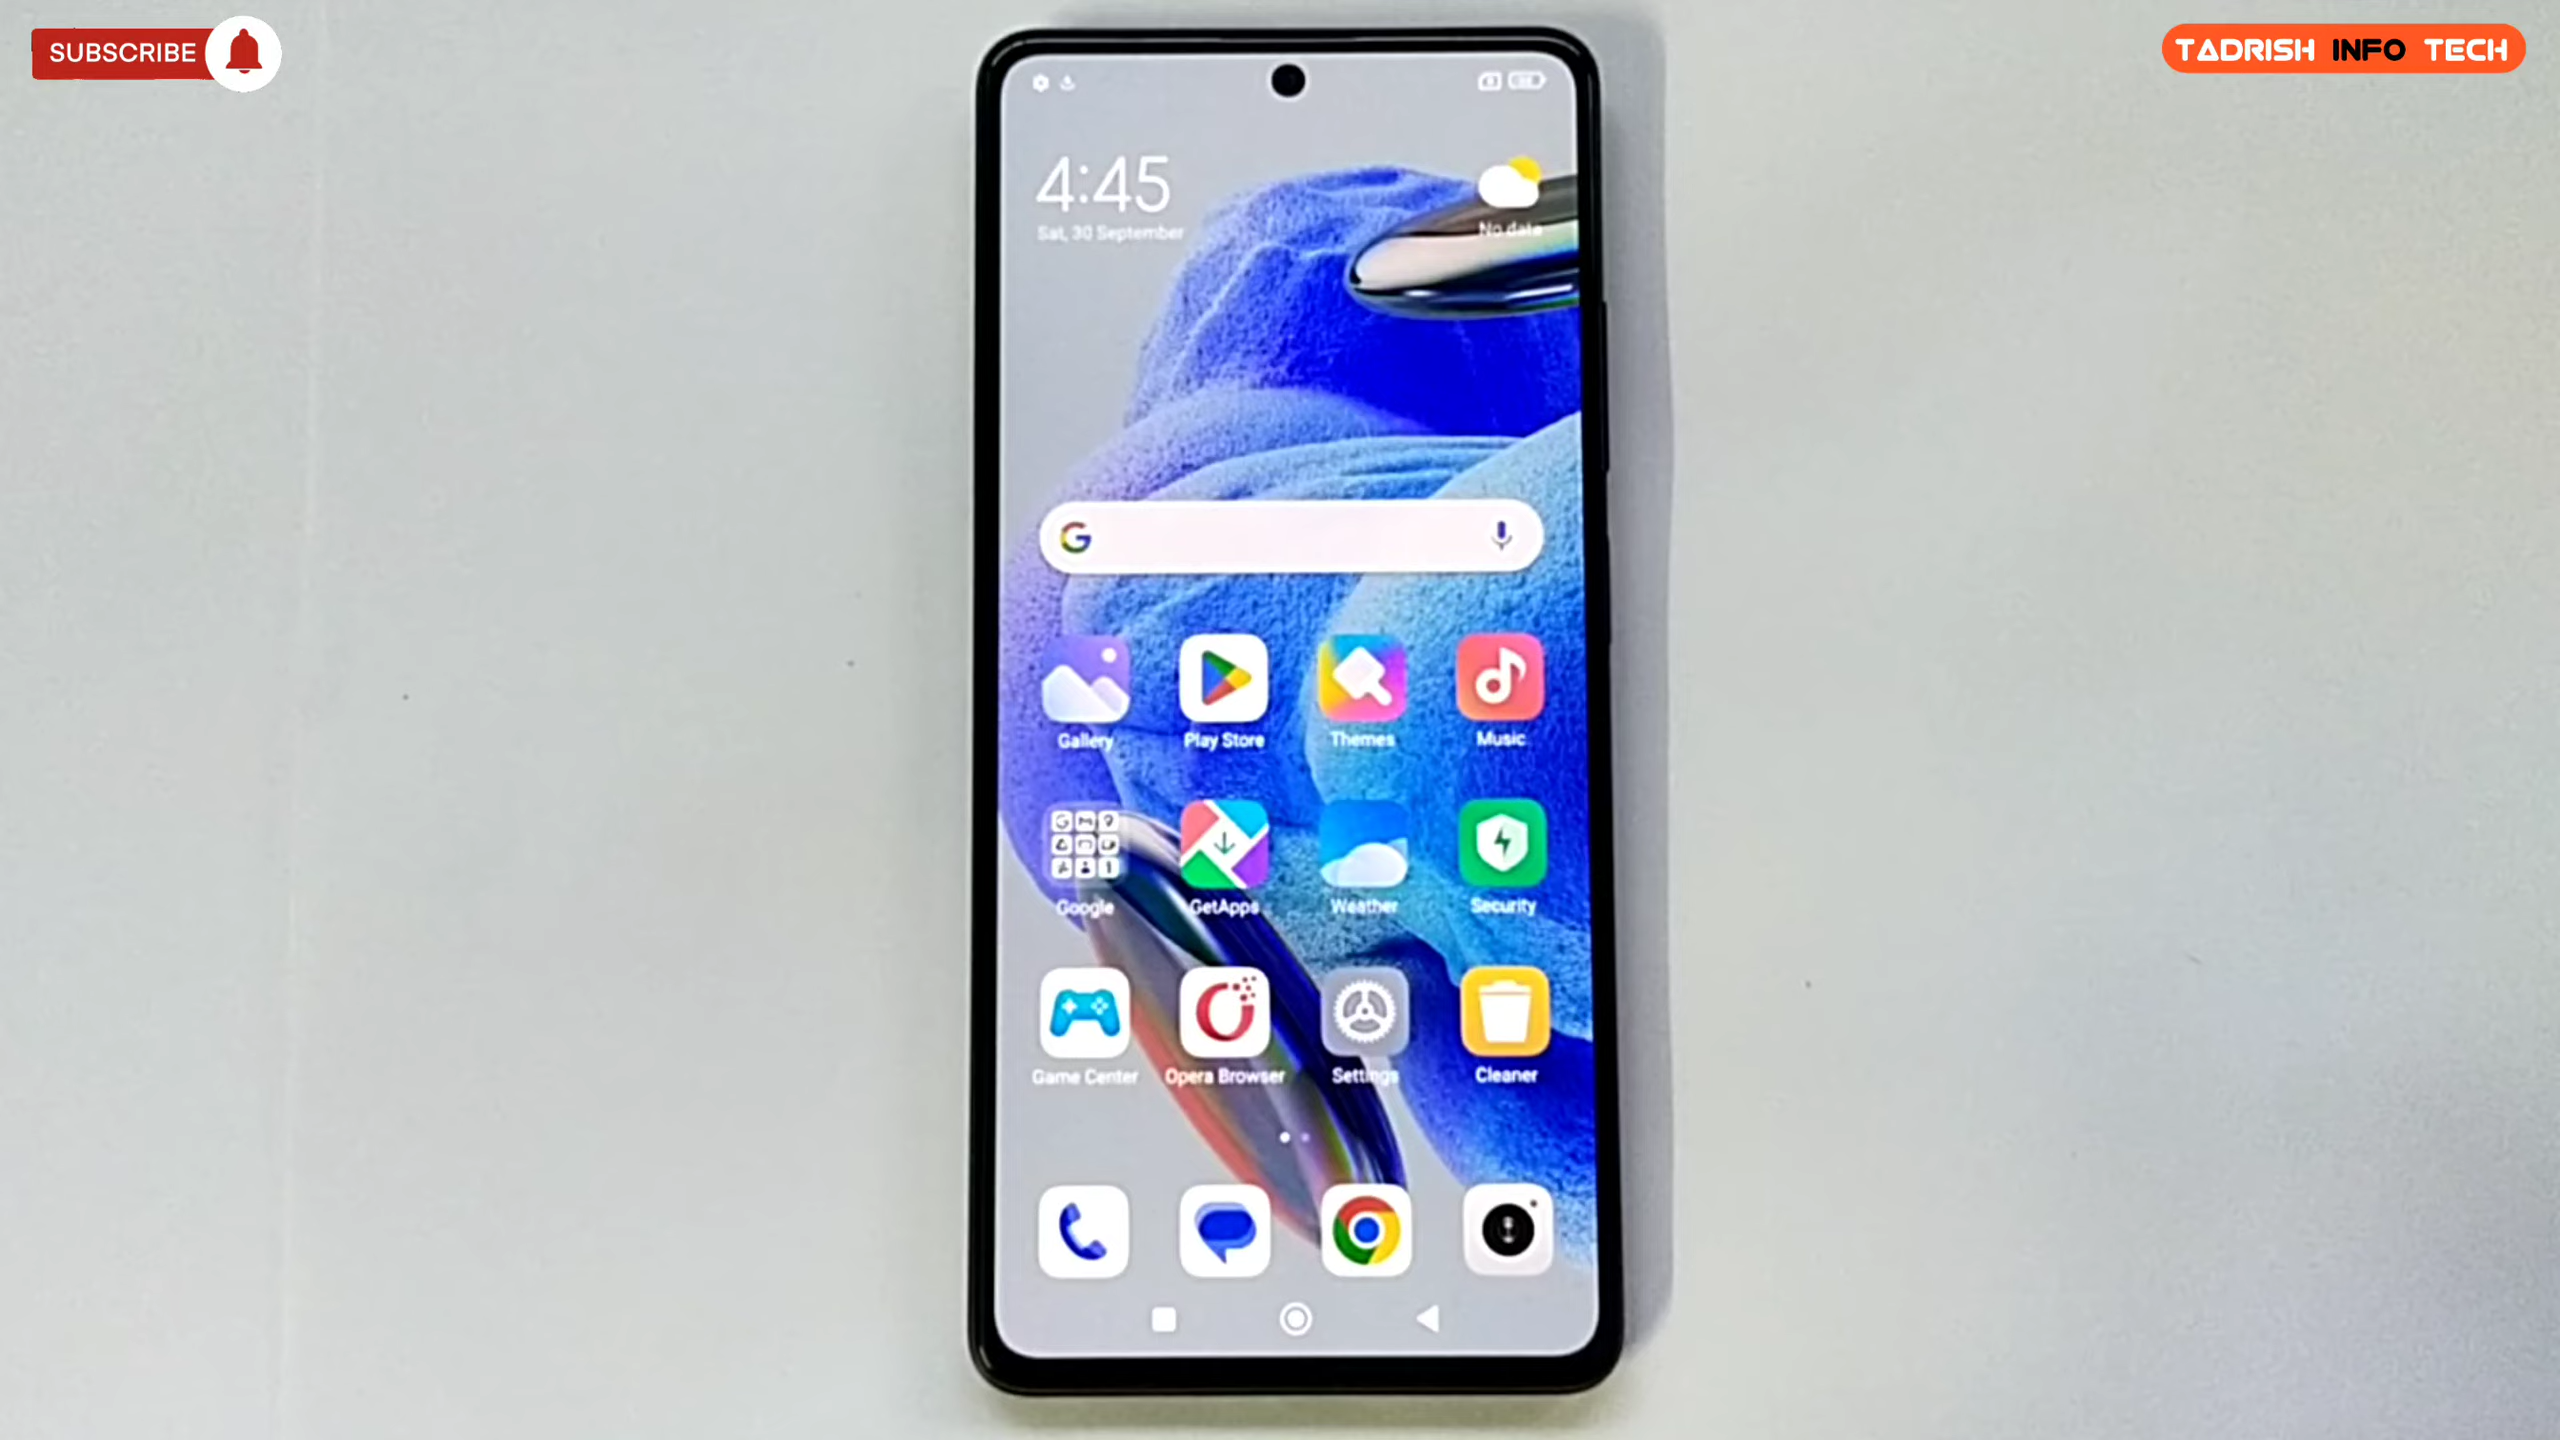 SUBSCRIBE
TADRISH INFO TECH
4:45
Sat, 30 September
No data
G
Gallery
Play Store
Themes
Music
Google
GetApps
Weather
Security
Game Center
Opera Browser
Settings
Cleaner